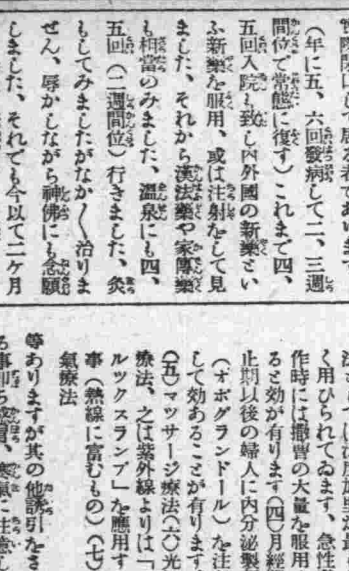 (年に五、六回發病して二、三週
間位で常態に復す)これまで四、
五回入院も致し內外國の新藥とい
ふ新藥を服用、或は注射をして見
ました、それから漢法藥や家傳藥
も相當のみました、溫泉にも四、
五回(二週間位)行きました、灸
もしてみましたがなか〱治りま
せん、辱かしながら神佛にも念願
しました、それでも今以て二ケ月
く用ひられてゐます、急性
作時には撒曹の大量を服用
ると効が有ります(四)月經
止期以後の婦人に內分泌製
(オボグランドール)を注
して効あることが有ります
(五)マッサージ療法(六)光
療法、之は紫外線よりは「
ルックスランプ」を應用す
事(熱線に富むもの)(七)
氣療法
等ありますが其の他誘引をさ